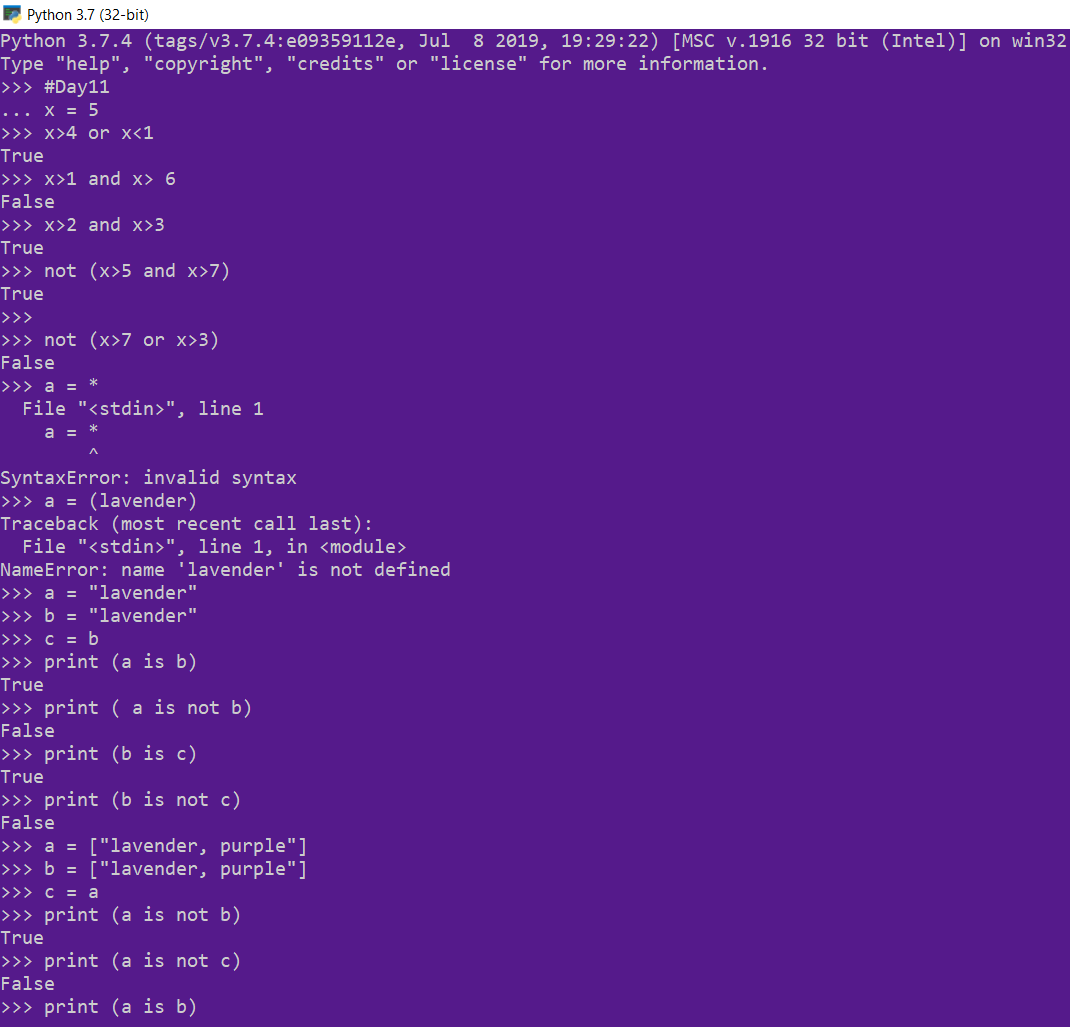 Python 3.7 (32-bit)
Python 3.7.4 (tags/v3.7.4:e09359112e, Jul  8 2019, 19:29:22) [MSC v.1916 32 bit (Intel)] on win32
Type "help", "copyright", "credits" or "license" for more information.
>>> #Day11
... x = 5
>>> x>4 or x<1
True
>>> x>1 and x> 6
False
>>> x>2 and x>3
True
>>> not (x>5 and x>7)
True
>>>
>>> not (x>7 or x>3)
False
>>> a = *
  File "<stdin>", line 1
    a = *
        ^
SyntaxError: invalid syntax
>>> a = (lavender)
Traceback (most recent call last):
  File "<stdin>", line 1, in <module>
NameError: name 'lavender' is not defined
>>> a = "lavender"
>>> b = "lavender"
>>> c = b
>>> print (a is b)
True
>>> print ( a is not b)
False
>>> print (b is c)
True
>>> print (b is not c)
False
>>> a = ["lavender, purple"]
>>> b = ["lavender, purple"]
>>> c = a
>>> print (a is not b)
True
>>> print (a is not c)
False
>>> print (a is b)